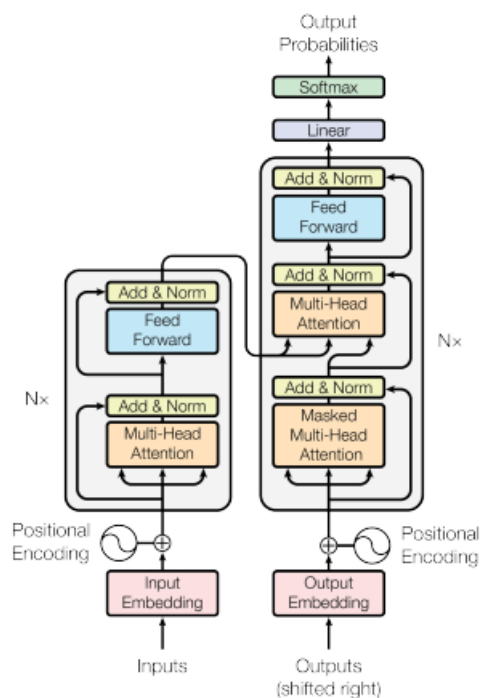 Output
Probabilities
Softmax
Linear
Add & Norm
Feed
Forward
Add & Norm
Multi-Head
Attention
Add & Norm
Masked
Multi-Head
Attention
N×
Add & Norm
Feed
Forward
Add & Norm
Multi-Head
Attention
N×
Positional
Encoding
Positional
Encoding
Input
Embedding
Output
Embedding
Inputs
Outputs
(shifted right)